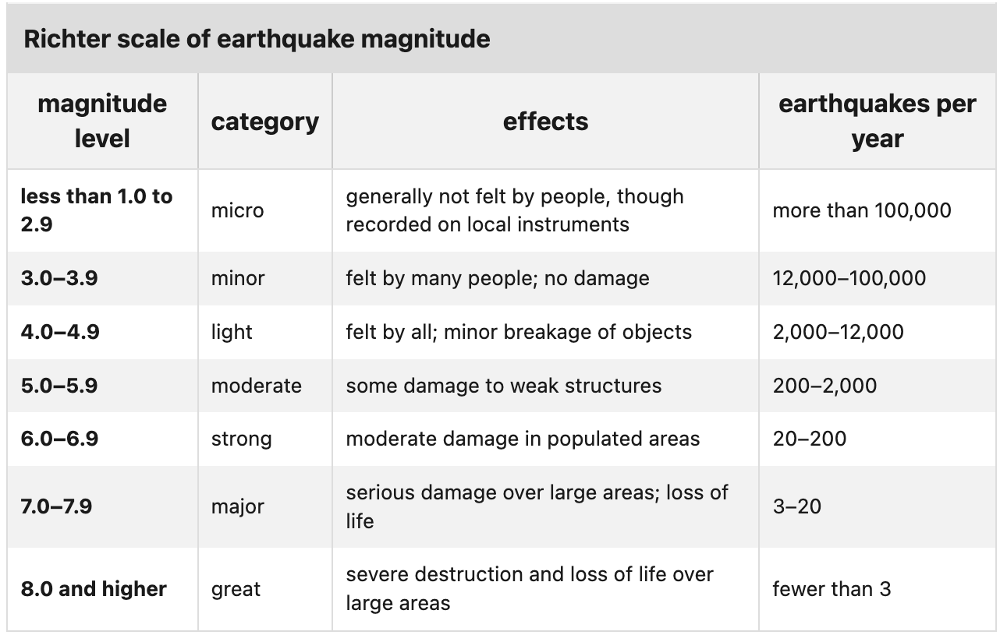 Richter scale of earthquake magnitude
magnitude
level
category
effects
earthquakes per
year
less than 1.0 to
2.9
micro
generally not felt by people, though
recorded on local instruments
more than 100,000
3.0–3.9
minor
felt by many people; no damage
12,000–100,000
4.0–4.9
light
felt by all; minor breakage of objects
2,000–12,000
5.0–5.9
moderate
some damage to weak structures
200–2,000
6.0–6.9
strong
moderate damage in populated areas
20–200
7.0–7.9
major
serious damage over large areas; loss of
life
3–20
8.0 and higher
great
severe destruction and loss of life over
large areas
fewer than 3